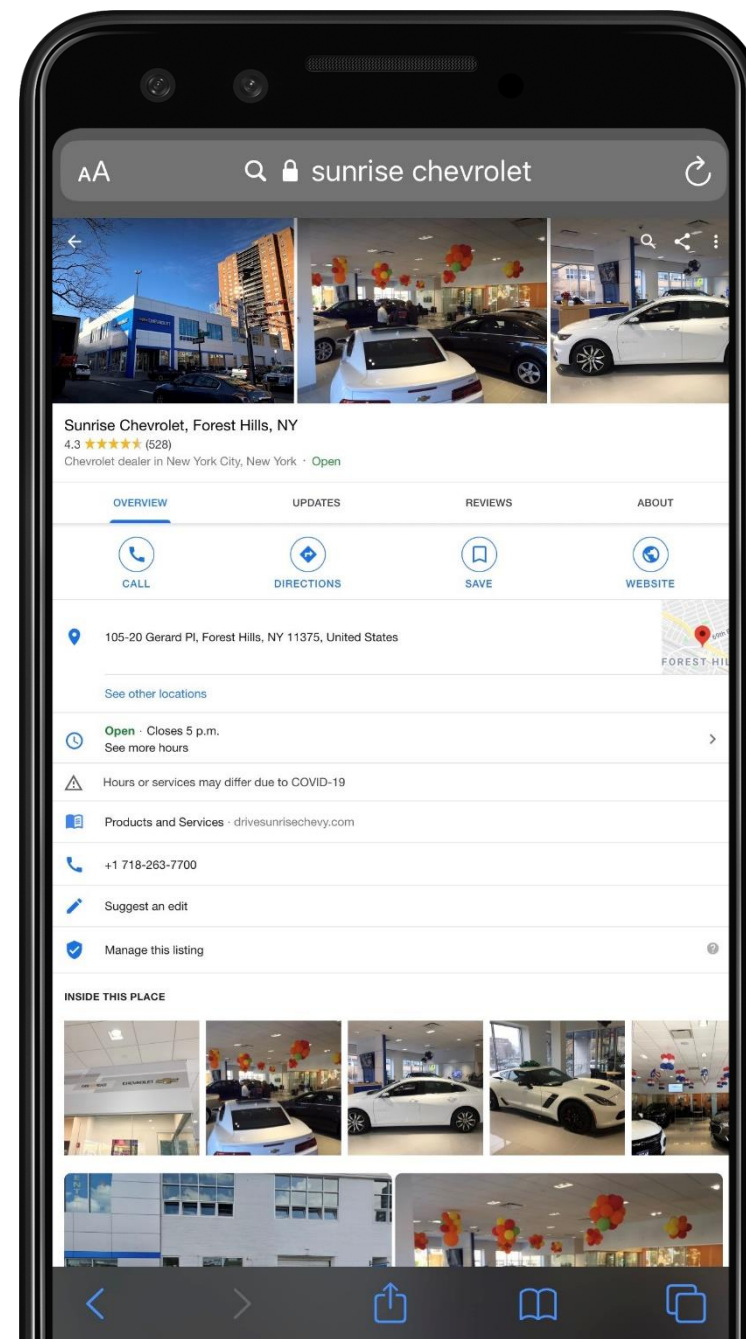 AA sunrise chevrolet
CHEVROLET
Sunrise Chevrolet, Forest Hills, NY
4.3 (528)
Chevrolet dealer in New York City, New York · Open
OVERVIEW UPDATES REVIEWS ABOUT
CALL DIRECTIONS SAVE WEBSITE
105-20 Gerard Pl, Forest Hills, NY 11375, United States
69th
FOREST HIL
See other locations
Open · Closes 5 p.m.
See more hours
Hours or services may differ due to COVID-19
Products and Services · drivesunrisechevy.com
+1 718-263-7700
Suggest an edit
Manage this listing
?
INSIDE THIS PLACE
CHEVROLET
ENT